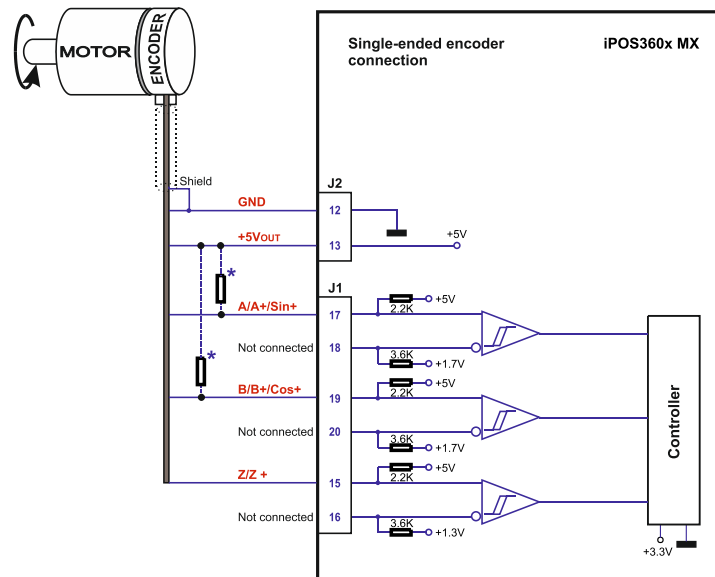 MOTOR
ENCODER
Single-ended encoder
connection
iPOS360x MX
Shield
J2
GND
12
+5VOUT
13
+5V
*
*
J1
A/A+/Sin+
17
+5V
2.2K
Not connected
18
3.6K
+1.7V
B/B+/Cos+
19
+5V
2.2K
Not connected
20
3.6K
+1.7V
Z/Z +
15
+5V
2.2K
Not connected
16
3.6K
+1.3V
Controller
+3.3V